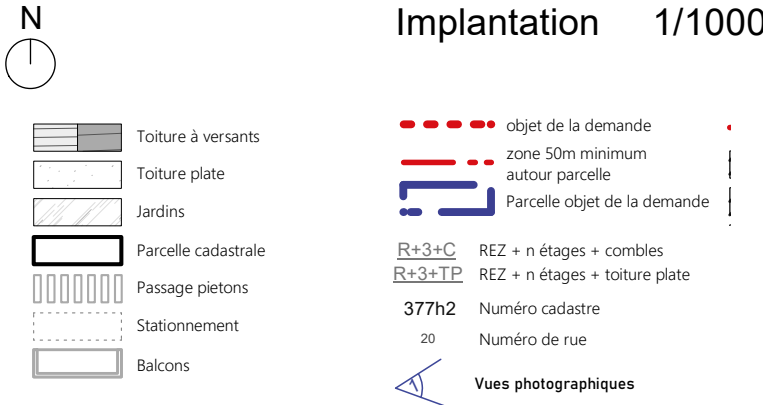 N
Implantation 1/1000
Toiture à versants
Toiture plate
Jardins
Parcelle cadastrale
Passage pietons
Stationnement
Balcons
objet de la demande
zone 50m minimum
autour parcelle
Parcelle objet de la demande
R+3+C REZ + n étages + combles
R+3+TP REZ + n étages + toiture plate
377h2 Numéro cadastre
20 Numéro de rue
1 Vues photographiques